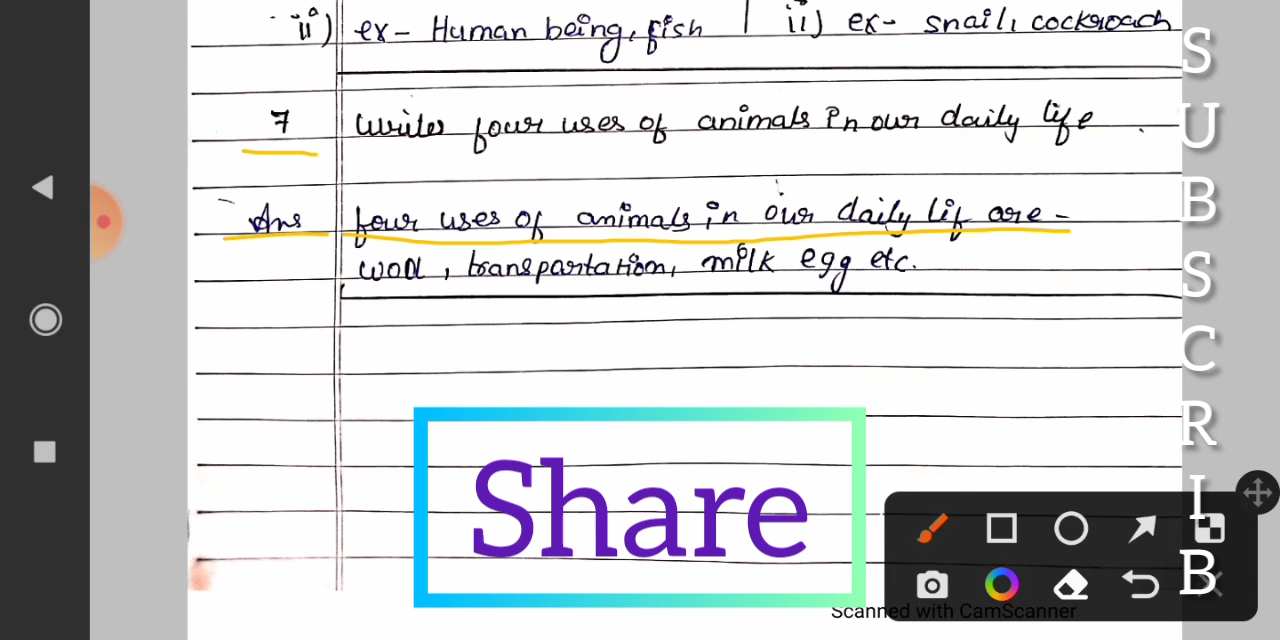 ii) ex- Human being, fish | ii) ex- snail, cockroach
7 Write four uses of animals in our daily life
Ans four uses of animals in our daily lif are -
wool, transpartation, milk egg etc.
Share
Scanned with CamScanner
SUBSCRIB